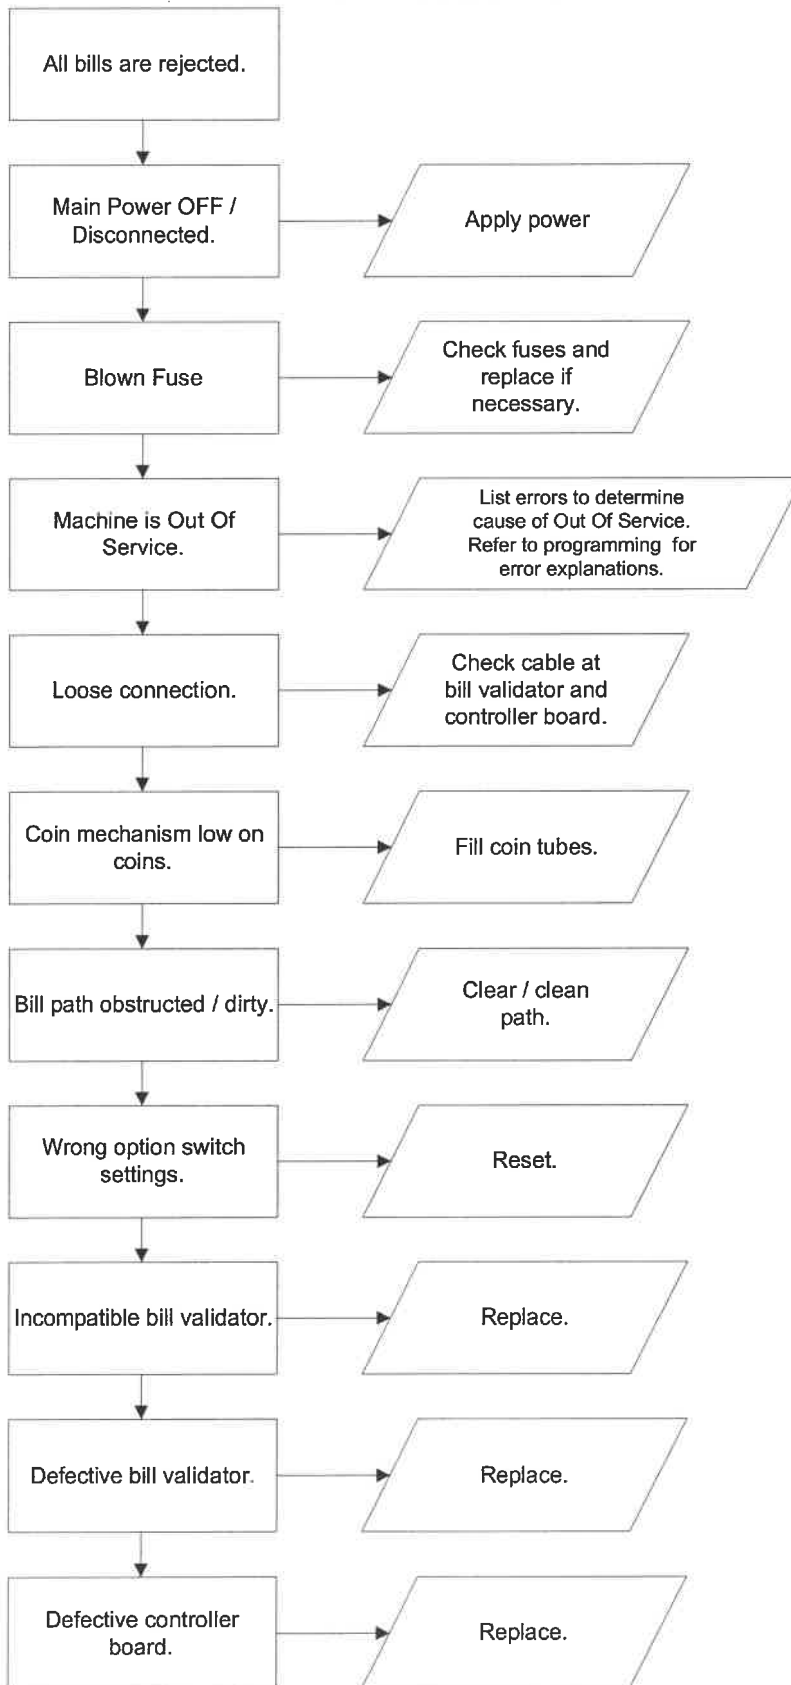 All bills are rejected.
Main Power OFF /
Disconnected.
Apply power
Blown Fuse
Check fuses and
replace if
necessary.
Machine is Out Of
Service.
List errors to determine
cause of Out Of Service.
Refer to programming for
error explanations.
Loose connection.
Check cable at
bill validator and
controller board.
Coin mechanism low on
coins.
Fill coin tubes.
Bill path obstructed / dirty.
Clear / clean
path.
Wrong option switch
settings.
Reset.
Incompatible bill validator.
Replace.
Defective bill validator.
Replace.
Defective controller
board.
Replace.